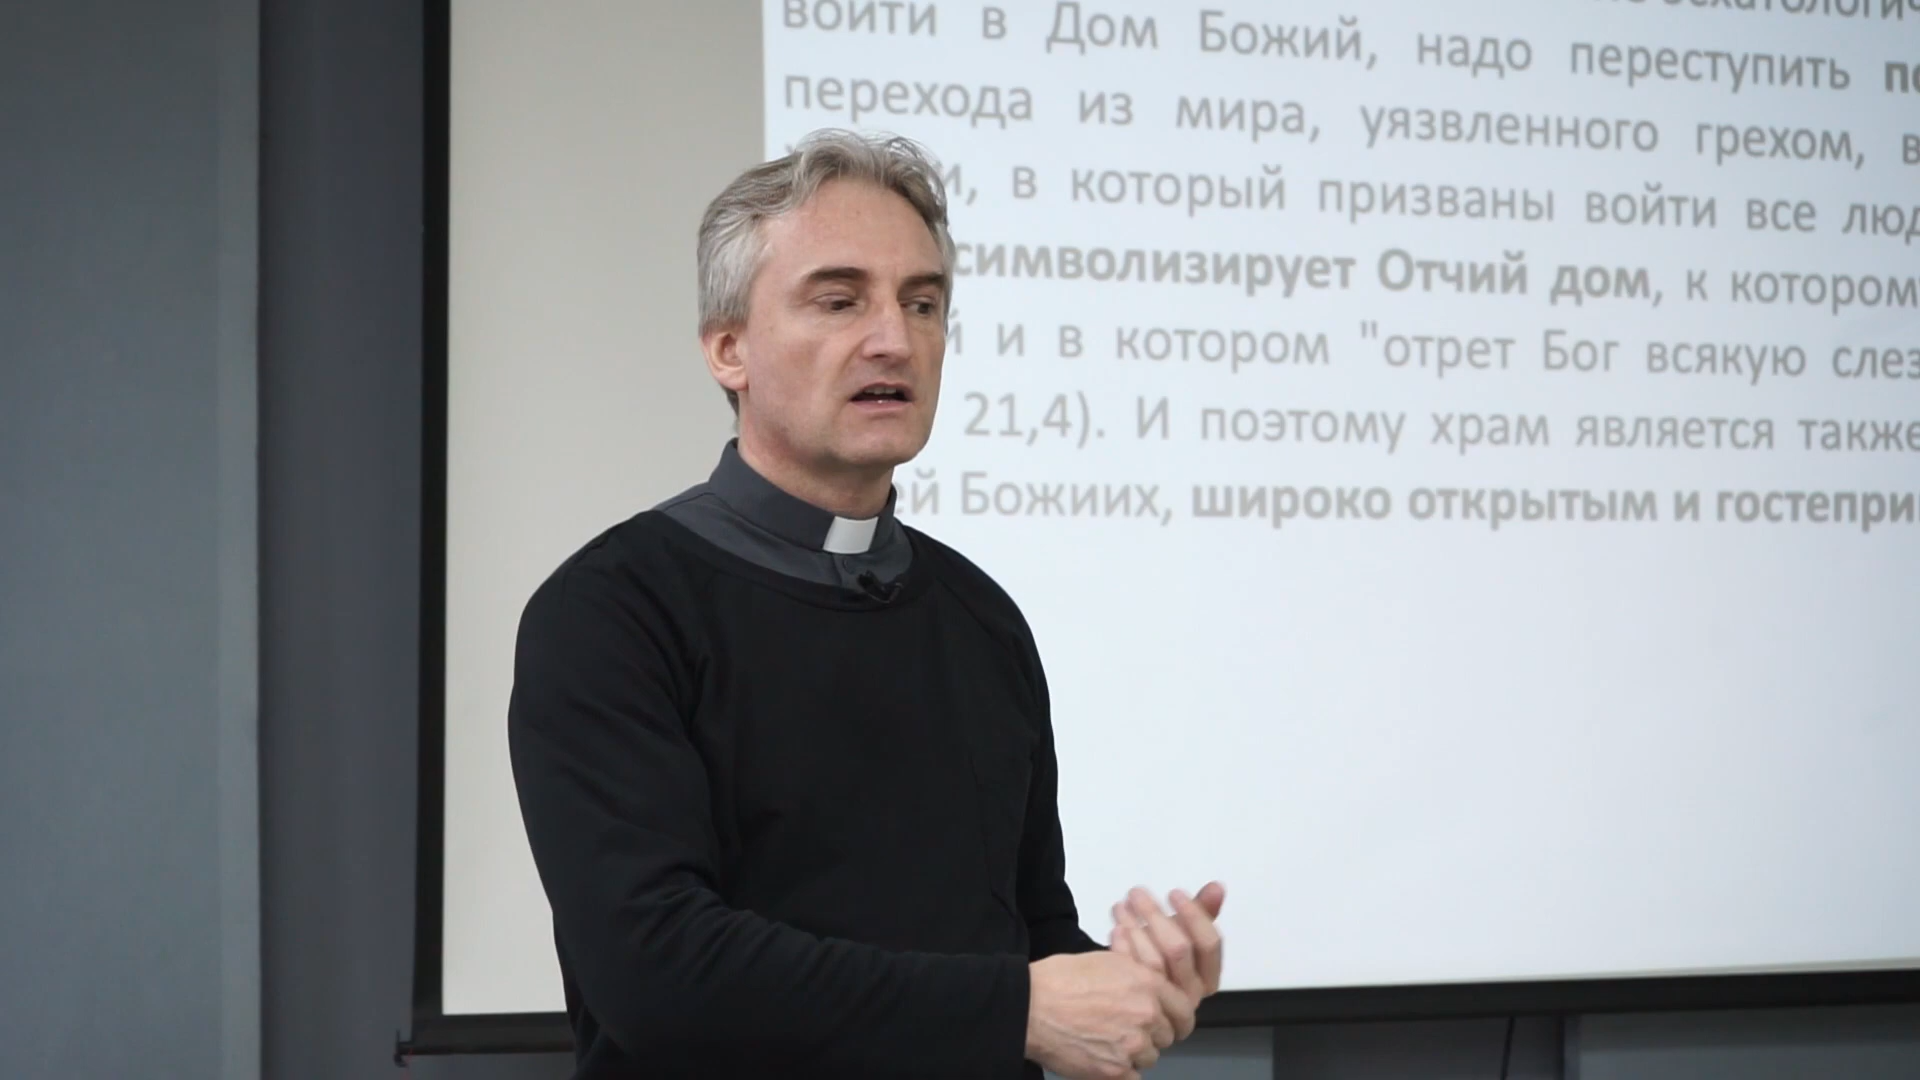 войти в Дом Божий, надо переступить
перехода из мира, уязвленного грехом, в
в который призваны войти все
символизирует Отчий дом, к
и в котором "отрет Бог всякую
21,4). И поэтому храм является также
Божиих, широко открытым и